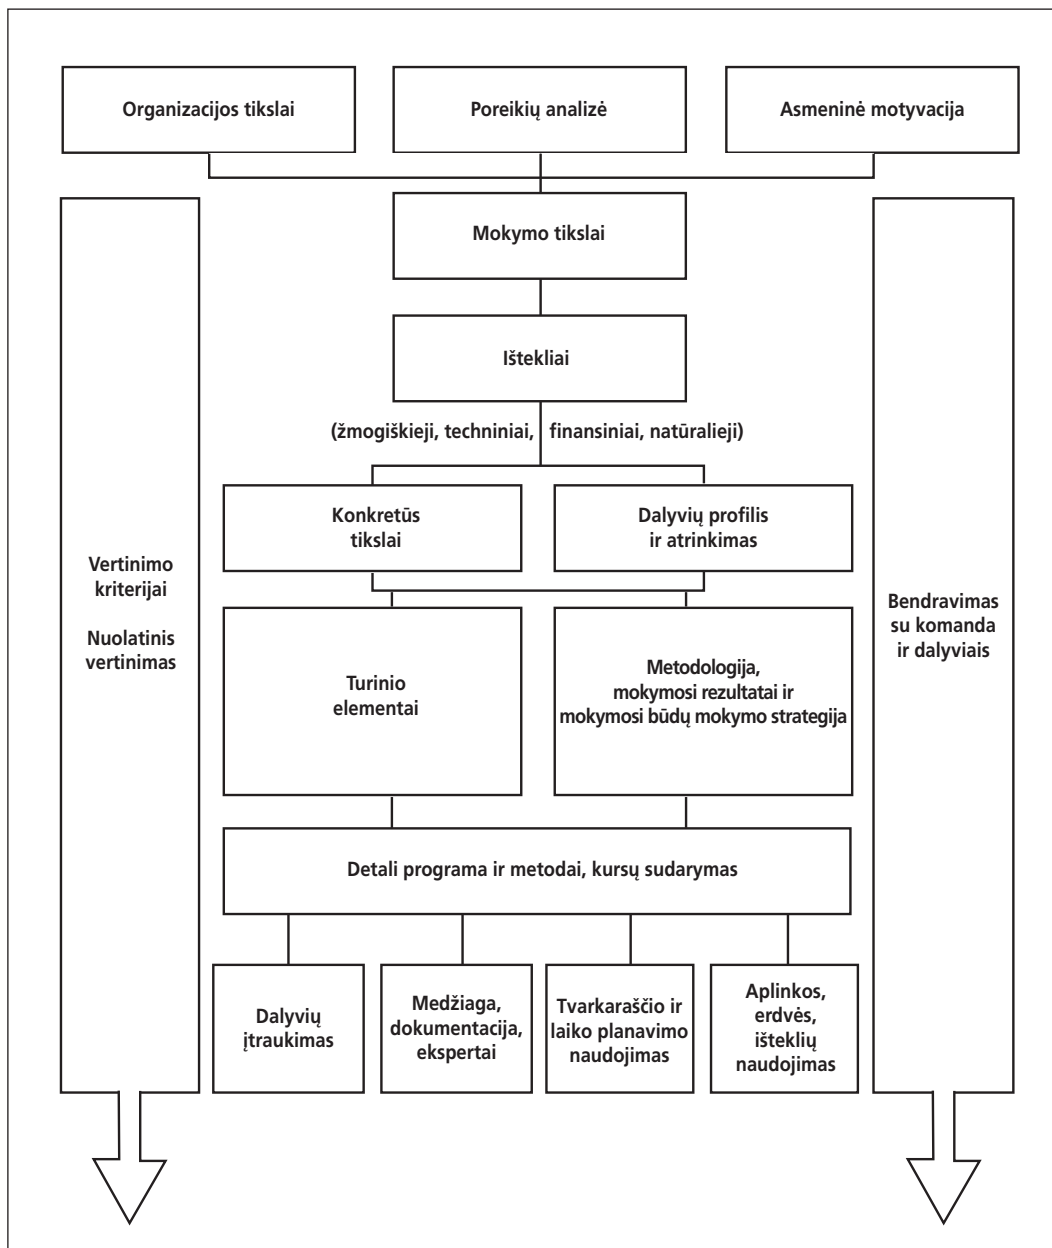 Organizacijos tikslai
Poreikių analizė
Asmeninė motyvacija
Mokymo tikslai
Ištekliai
(žmogiškieji, techniniai, finansiniai, natūralieji)
Konkretūs
tikslai
Dalyvių profilis
ir atrinkimas
Vertinimo
kriterijai
Nuolatinis
vertinimas
Bendravimas
su komanda
ir dalyviais
Turinio
elementai
Metodologija,
mokymosi rezultatai ir
mokymosi būdų mokymo strategija
Detali programa ir metodai, kursų sudarymas
Dalyvių
įtraukimas
Medžiaga,
dokumentacija,
ekspertai
Tvarkaraščio ir
laiko planavimo
naudojimas
Aplinkos,
erdvės,
išteklių
naudojimas